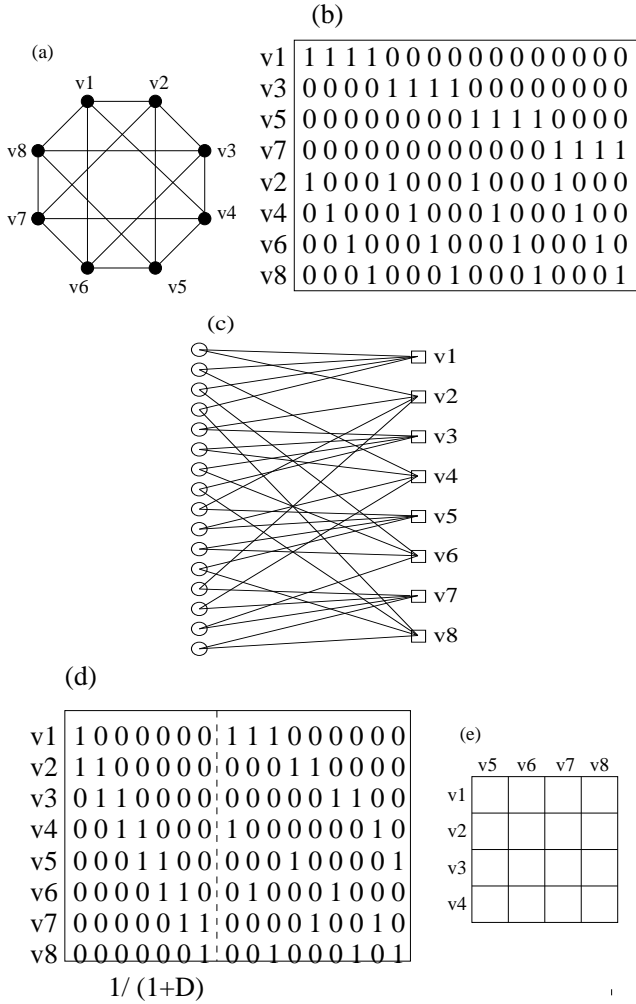 (b)
(a)
v1 v2
v8 v3
v7 v4
v6 v5
v1 1 1 1 1 0 0 0 0 0 0 0 0 0 0 0 0
v3 0 0 0 0 1 1 1 1 0 0 0 0 0 0 0 0
v5 0 0 0 0 0 0 0 0 1 1 1 1 0 0 0 0
v7 0 0 0 0 0 0 0 0 0 0 0 0 1 1 1 1
v2 1 0 0 0 1 0 0 0 1 0 0 0 1 0 0 0
v4 0 1 0 0 0 1 0 0 0 1 0 0 0 1 0 0
v6 0 0 1 0 0 0 1 0 0 0 1 0 0 0 1 0
v8 0 0 0 1 0 0 0 1 0 0 0 1 0 0 0 1
(c)
v1
v2
v3
v4
v5
v6
v7
v8
(d)
v1 1 0 0 0 0 0 0 1 1 1 0 0 0 0 0 0
v2 1 1 0 0 0 0 0 0 0 0 1 1 0 0 0 0
v3 0 1 1 0 0 0 0 0 0 0 0 0 1 1 0 0
v4 0 0 1 1 0 0 0 1 0 0 0 0 0 0 1 0
v5 0 0 0 1 1 0 0 0 0 0 1 0 0 0 0 1
v6 0 0 0 0 1 1 0 0 1 0 0 0 1 0 0 0
v7 0 0 0 0 0 1 1 0 0 0 0 1 0 0 1 0
v8 0 0 0 0 0 0 1 0 0 1 0 0 0 1 0 1
1/ (1+D)
(e)
v5 v6 v7 v8
v1
v2
v3
v4